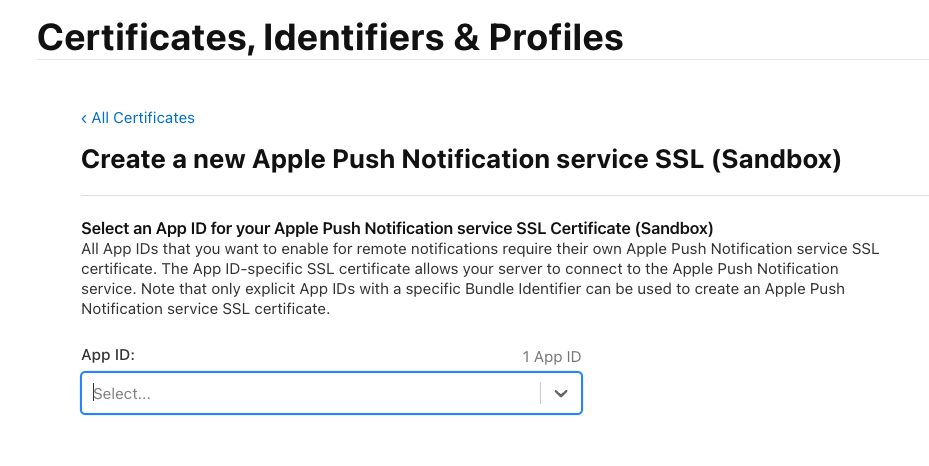 Certificates, Identifiers & Profiles
‹ All Certificates
Create a new Apple Push Notification service SSL (Sandbox)
Select an App ID for your Apple Push Notification service SSL Certificate (Sandbox)
All App IDs that you want to enable for remote notifications require their own Apple Push Notification service SSL
certificate. The App ID-specific SSL certificate allows your server to connect to the Apple Push Notification
service. Note that only explicit App IDs with a specific Bundle Identifier can be used to create an Apple Push
Notification service SSL certificate.
App ID: 1 App ID
Select...